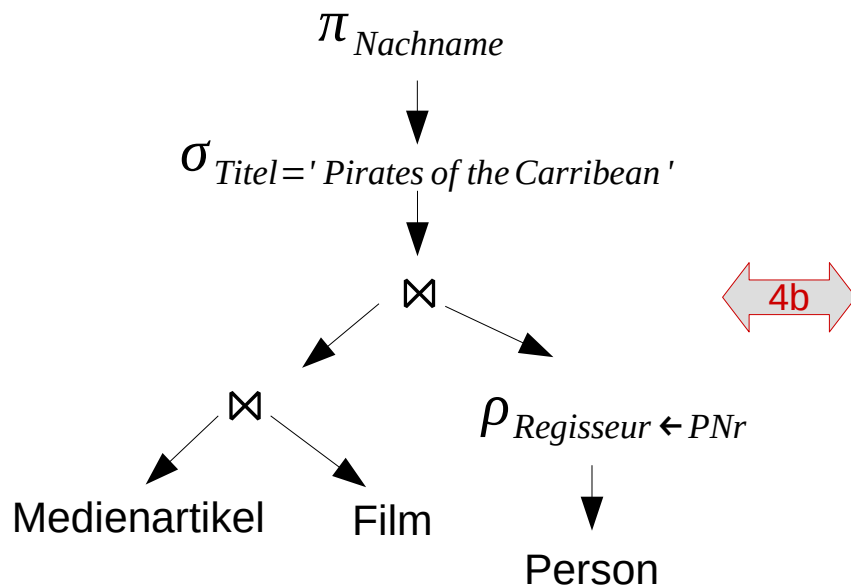 π Nachname
σ Titel=' Pirates of the Carribean '
⋈
4b
⋈
ρ Regisseur ← PNr
Medienartikel
Film
Person